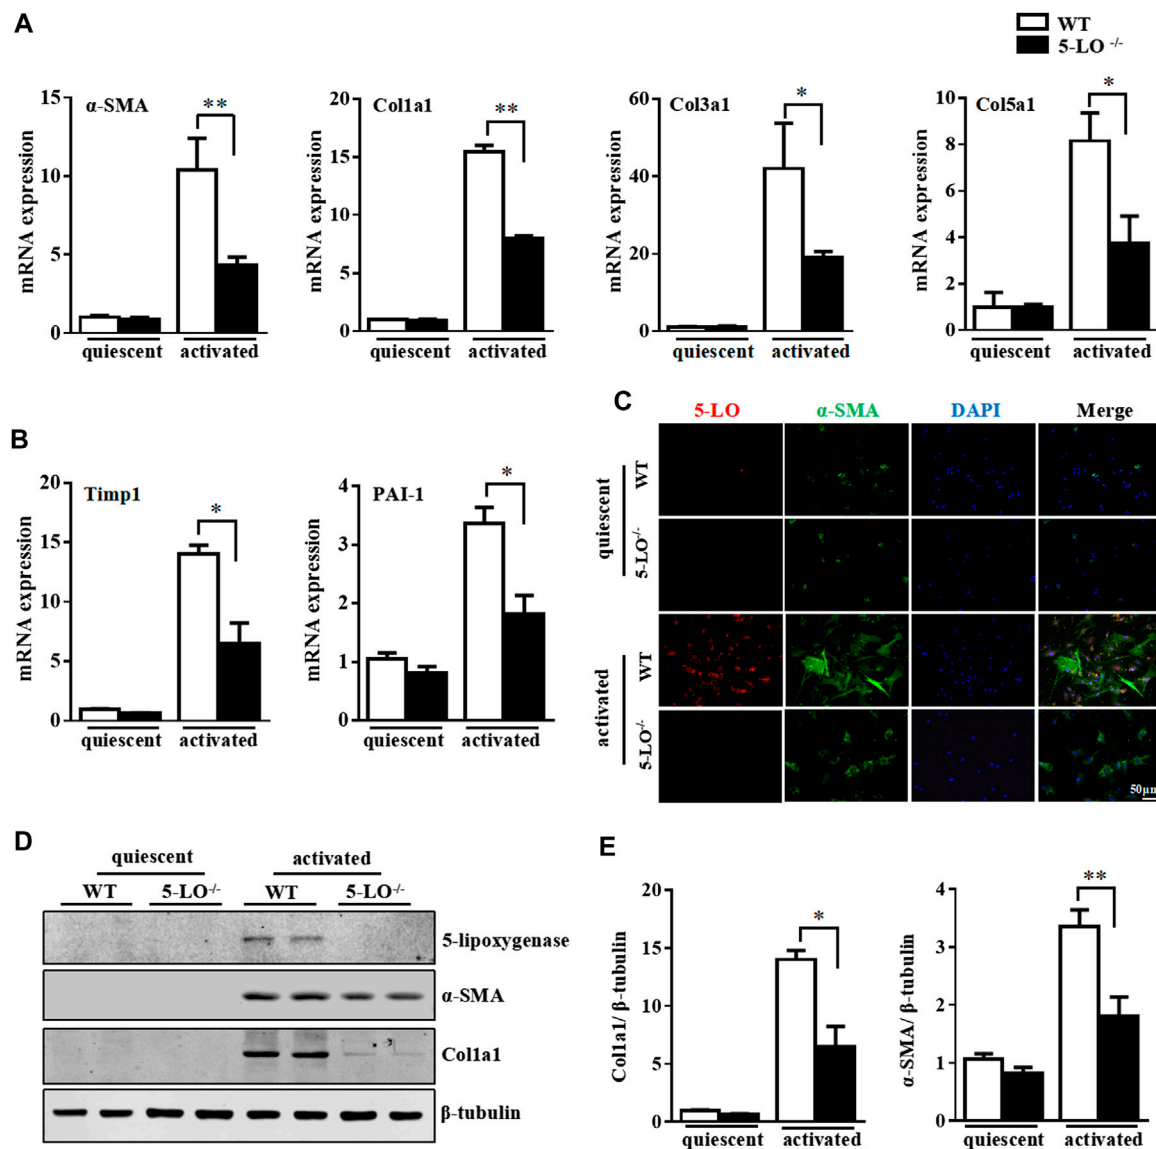 A
WT
5-LO -/-
α-SMA
**
mRNA expression
15
10
5
0
quiescent
activated
Col1a1
**
mRNA expression
20
15
10
5
0
quiescent
activated
Col3a1
*
mRNA expression
60
40
20
0
quiescent
activated
Col5a1
*
mRNA expression
10
8
6
4
2
0
quiescent
activated
B
Timp1
*
mRNA expression
20
15
10
5
0
quiescent
activated
PAI-1
*
mRNA expression
4
3
2
1
0
quiescent
activated
C
5-LO α-SMA DAPI Merge
quiescent
WT
5-LO-/-
activated
WT
5-LO-/-
50μm
D
quiescent activated
WT 5-LO-/- WT 5-LO-/-
5-lipoxygenase
α-SMA
Col1a1
β-tubulin
E
*
Col1a1/ β-tubulin
20
15
10
5
0
quiescent
activated
**
α-SMA/ β-tubulin
4
3
2
1
0
quiescent
activated